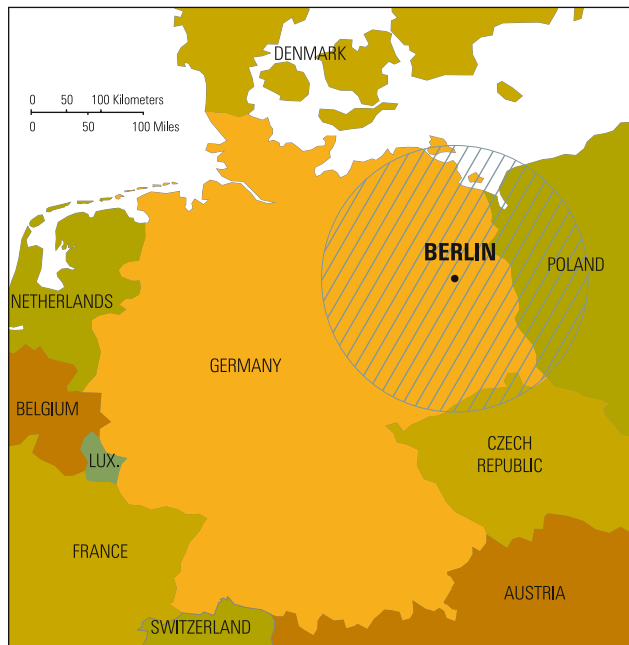 DENMARK
0 50 100 Kilometers
0 50 100 Miles
BERLIN
POLAND
NETHERLANDS
GERMANY
BELGIUM
CZECH
REPUBLIC
LUX.
FRANCE
AUSTRIA
SWITZERLAND